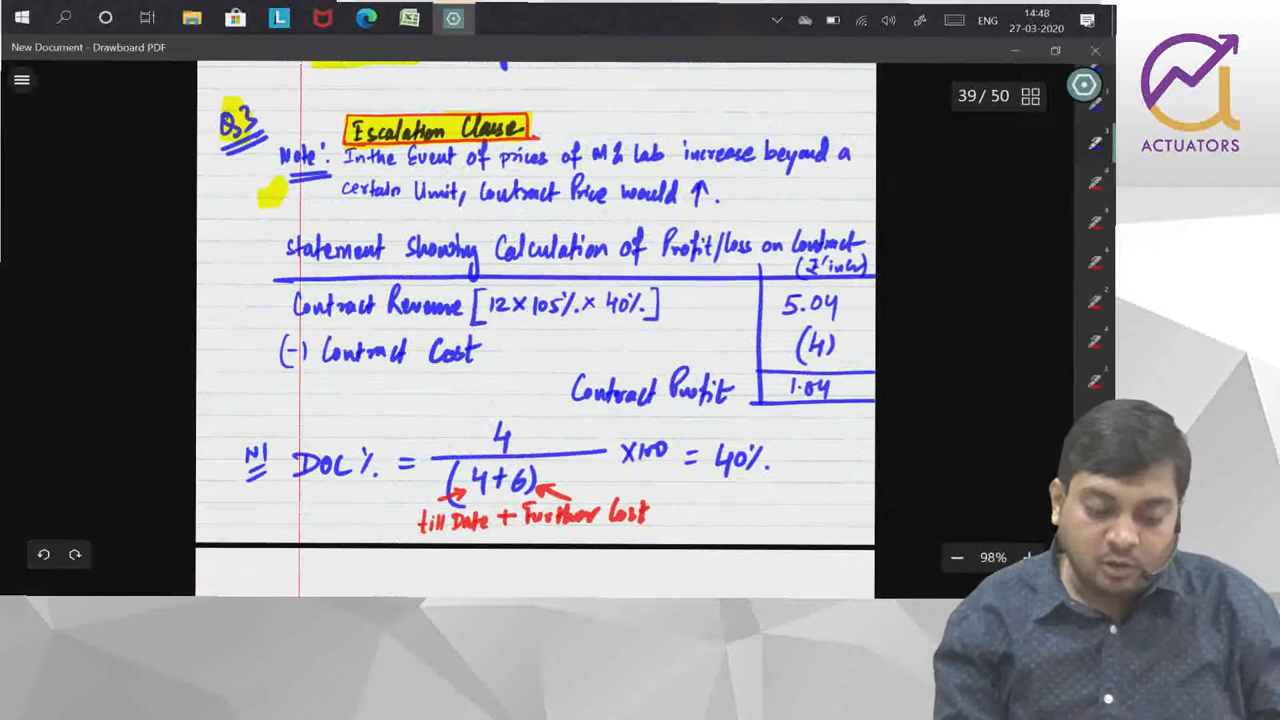 14:48
ENG
27-03-2020
New Document - Drawboard PDF
39 / 50
ACTUATORS
Q3
Escalation Clause
Note: In the Event of prices of M & Lab increase beyond a
certain limit, Contract Price would ↑.
Statement showing Calculation of Profit/loss on Contract
(₹ in cr)
Contract Revenue [12 × 105% × 40%] 5.04
(-) Contract Cost (4)
Contract Profit 1.04
N1 DOC% = 4 / (4+6) ×100 = 40%.
till Date + Further Cost
98%